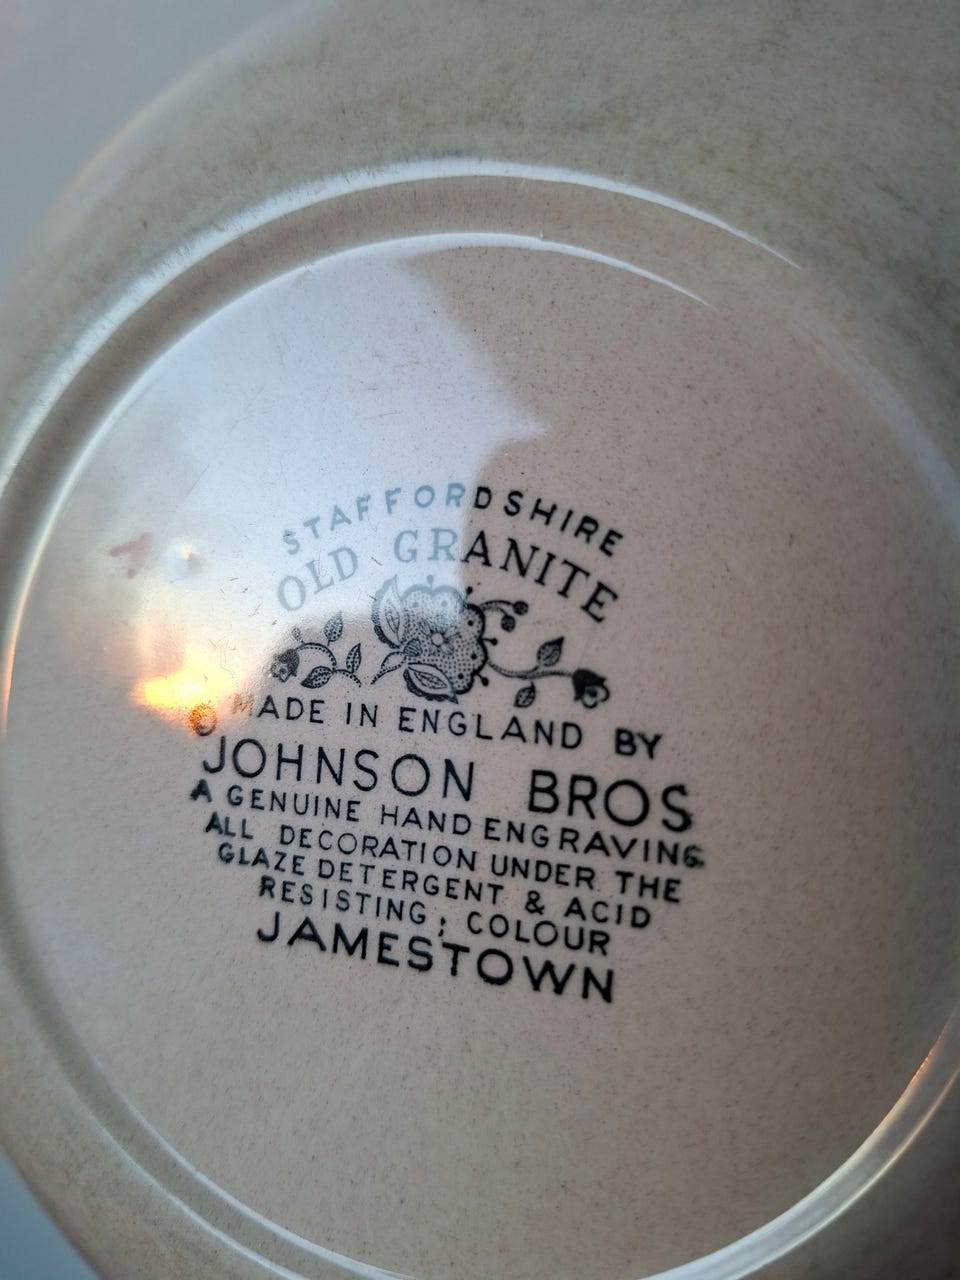 STAFFORDSHIRE
OLD GRANITE
MADE IN ENGLAND BY
JOHNSON BROS
A GENUINE HAND ENGRAVING
ALL DECORATION UNDER THE
GLAZE DETERGENT & ACID
RESISTING; COLOUR
JAMESTOWN